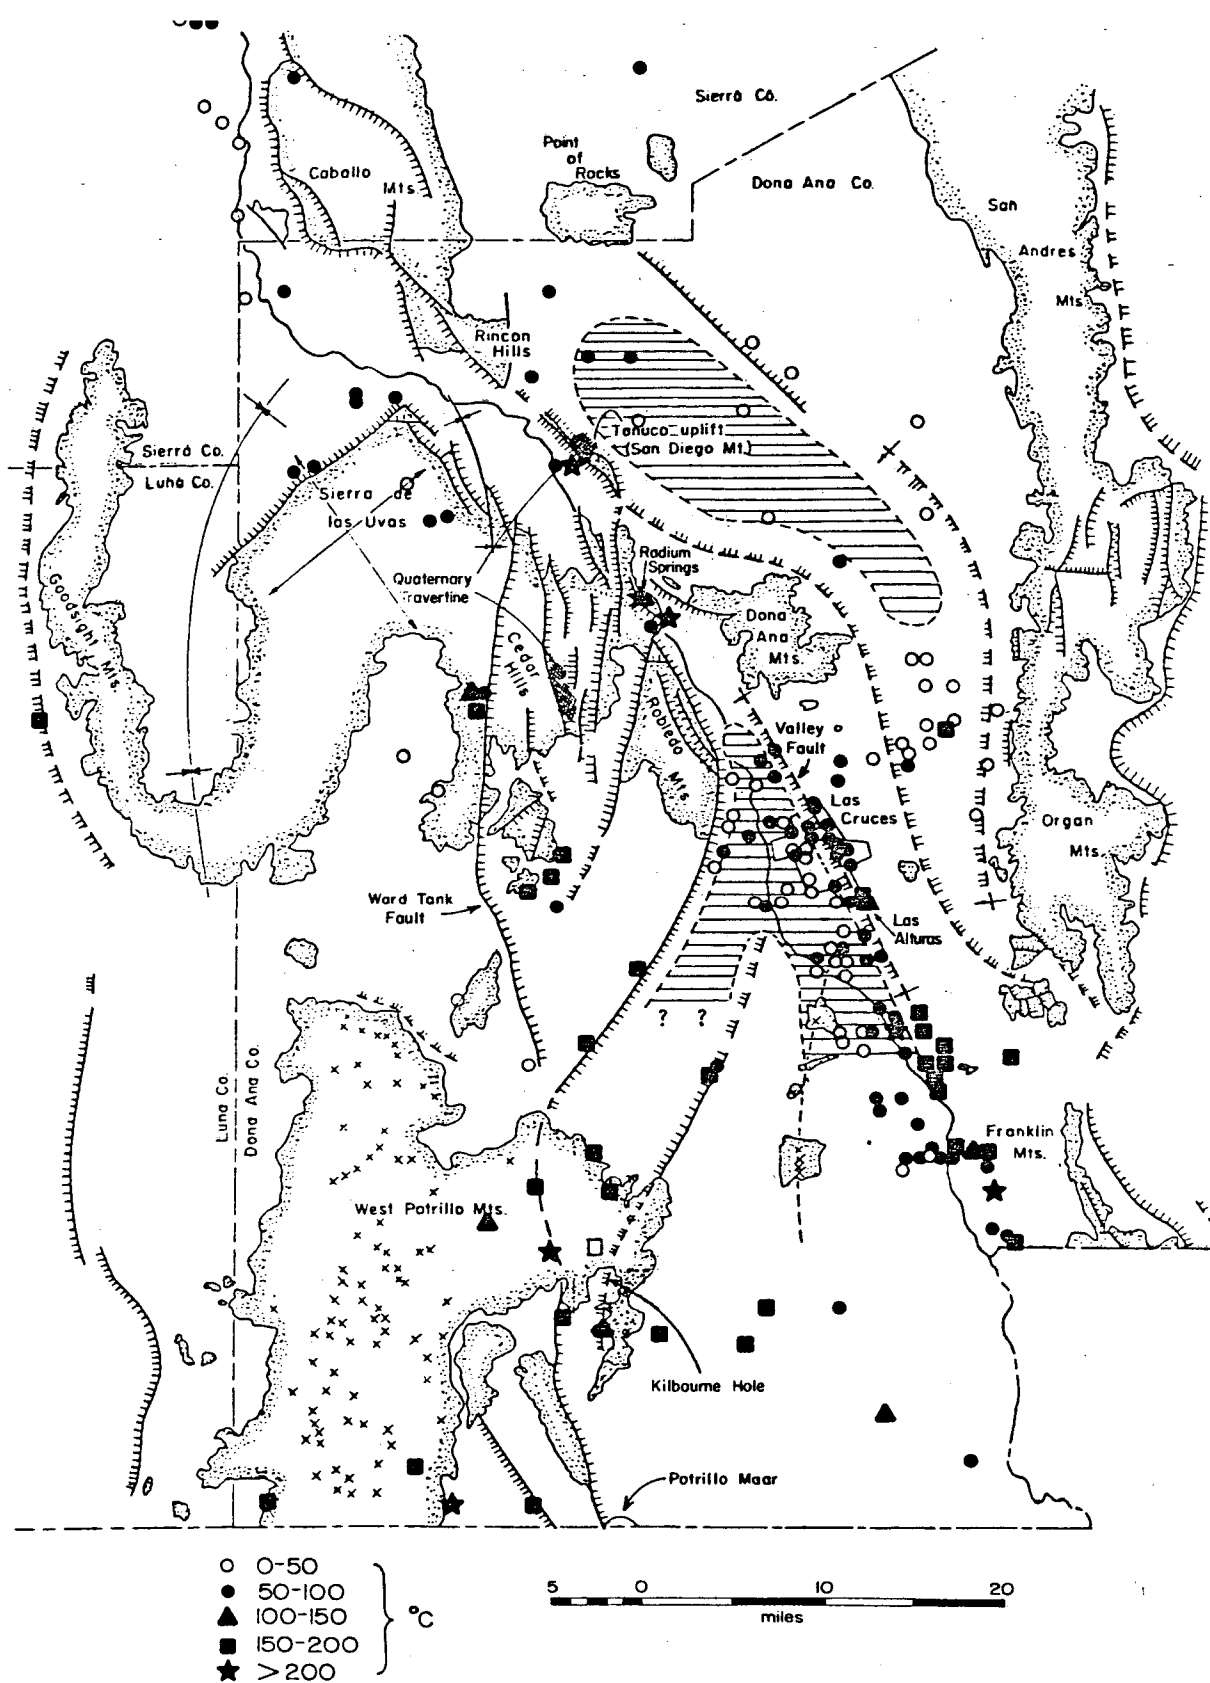 Sierra Co.
Point
of
Rocks
Dona Ana Co.
Caballo
Mts.
San
Andres
Mts.
Rincon
Hills
Tonuco uplift
(San Diego Mt.)
Sierra Co.
Luna Co.
Sierra de
las Uvas
Radium
Springs
Quaternary
Travertine
Goodsight Mts.
Dona
Ana
Mts.
Cedar
Hills
Robledo
Mts.
Valley
Fault
Las
Cruces
Organ
Mts.
Ward Tank
Fault
Las
Alturas
? ?
Luna Co.
Dona Ana Co.
Franklin
Mts.
West Potrillo Mts.
Kilbourne Hole
Potrillo Maar
0-50
50-100
100-150
150-200
>200
°C
5 0 10 20
miles